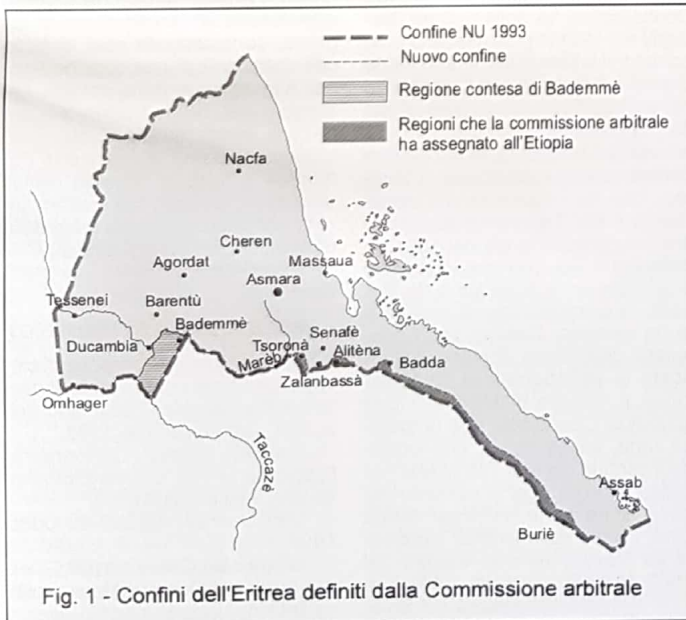 Confine NU 1993
Nuovo confine
Regione contesa di Bademmè
Regioni che la commissione arbitrale
ha assegnato all'Etiopia
Nacfa
Cheren
Agordat
Massaua
Asmara
Tessenei
Barentù
Bademmè
Ducambia
Senafè
Tsoronà
Alitèna
Marèb
Badda
Zalanbassà
Omhager
Taccazé
Assab
Buriè
Fig. 1 - Confini dell'Eritrea definiti dalla Commissione arbitrale